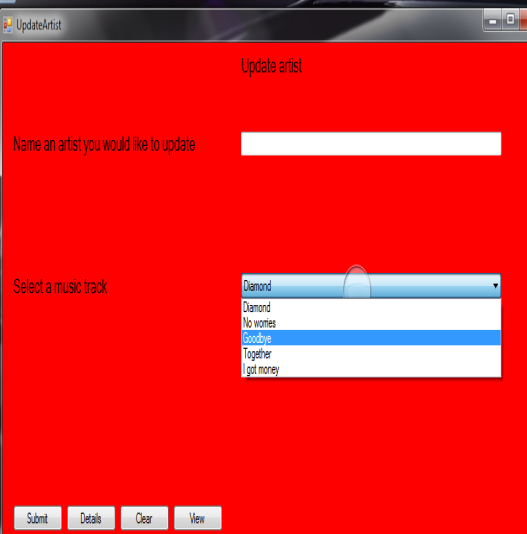 UpdateArtist
Update artist
Name an artist you would like to update
Select a music track
Diamond
Diamond
No worries
Goodbye
Together
I got money
Submit Details Clear View